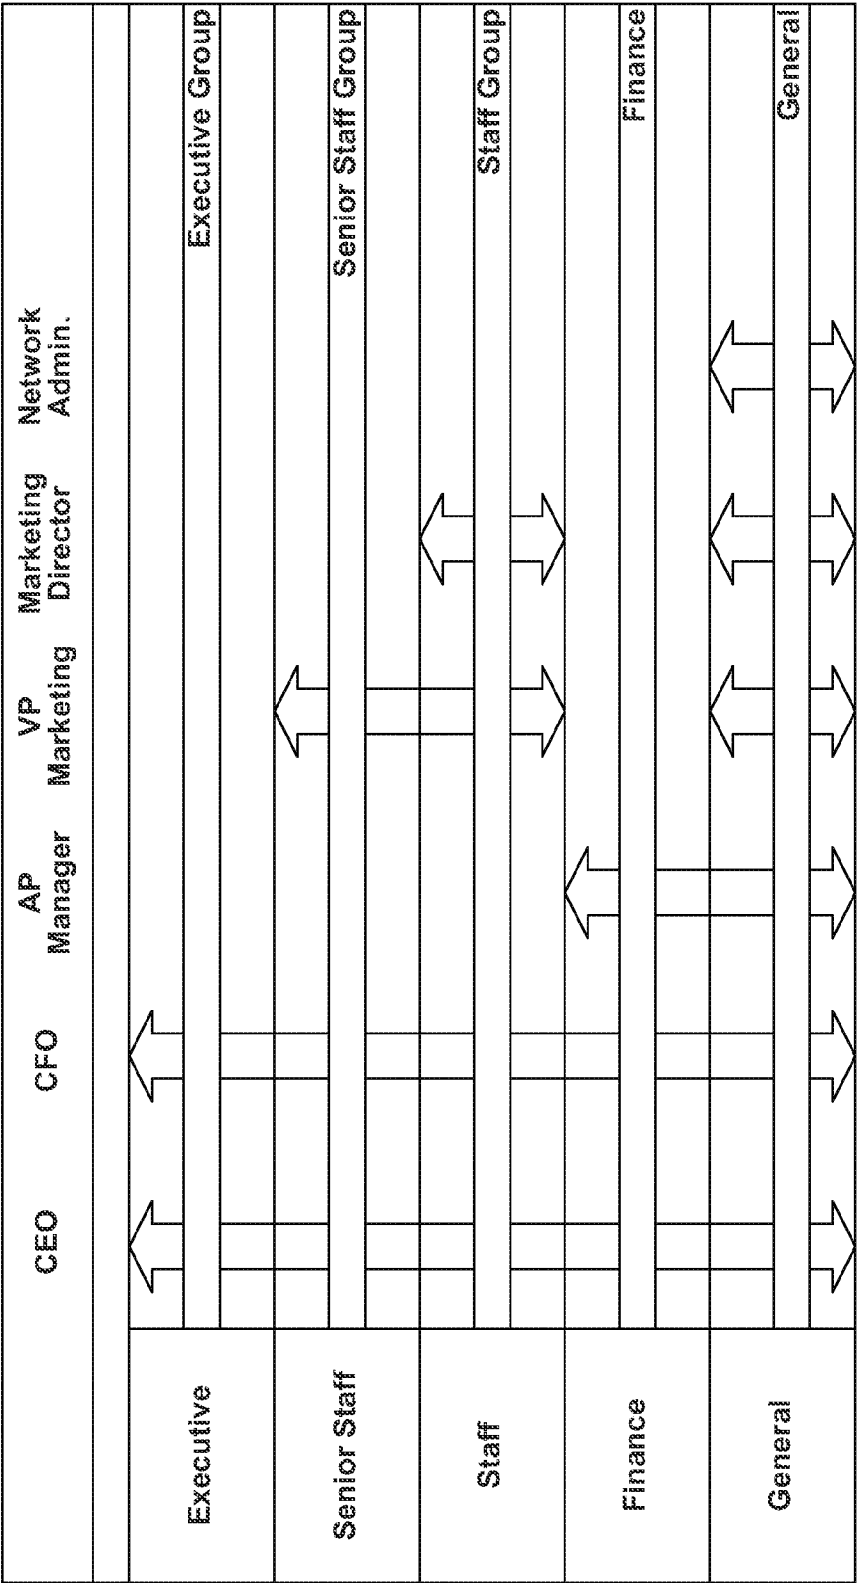 CEO
CFO
AP
Manager
VP
Marketing
Marketing
Director
Network
Admin.
Executive
Executive Group
Senior Staff
Senior Staff Group
Staff
Staff Group
Finance
Finance
General
General